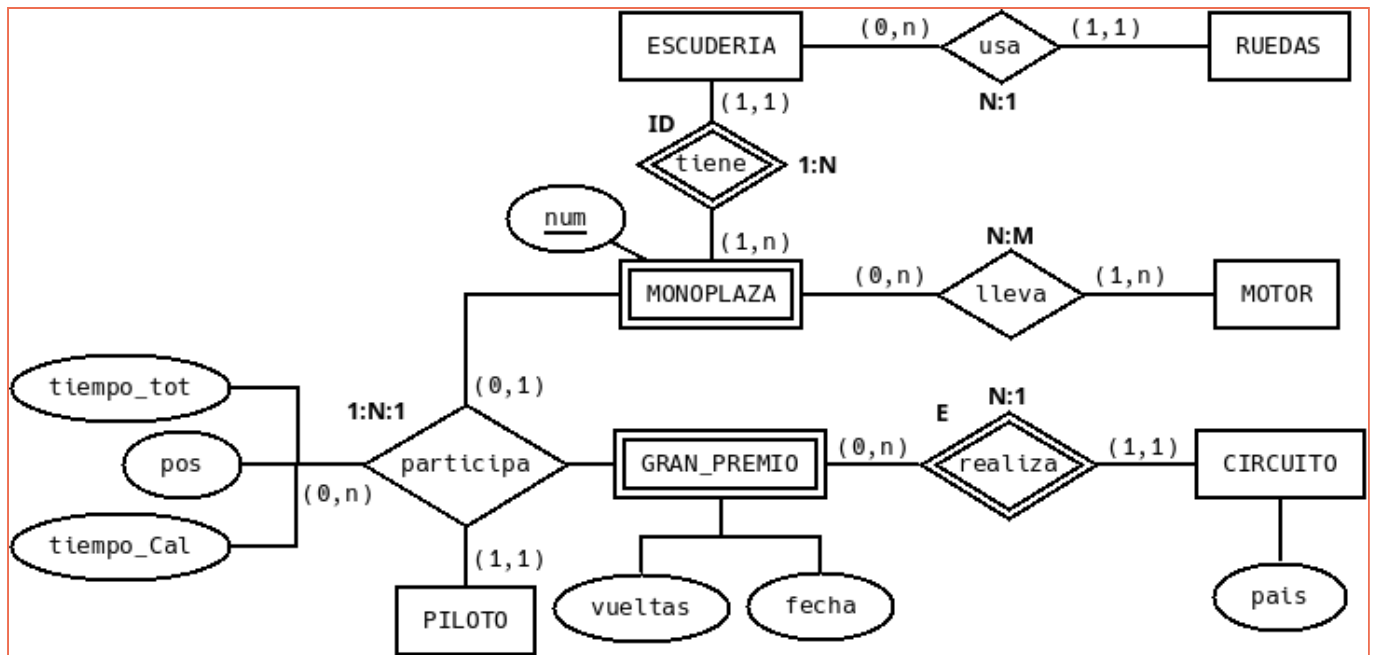 ESCUDERIA (0,n) usa (1,1) RUEDAS
N:1
(1,1)
ID
tiene 1:N
num
(1,n)
N:M
MONOPLAZA (0,n) lleva (1,n) MOTOR
tiempo_tot
(0,1)
1:N:1
E
N:1
pos
participa
GRAN_PREMIO (0,n) realiza (1,1) CIRCUITO
(0,n)
tiempo_Cal
(1,1)
PILOTO
vueltas
fecha
pais